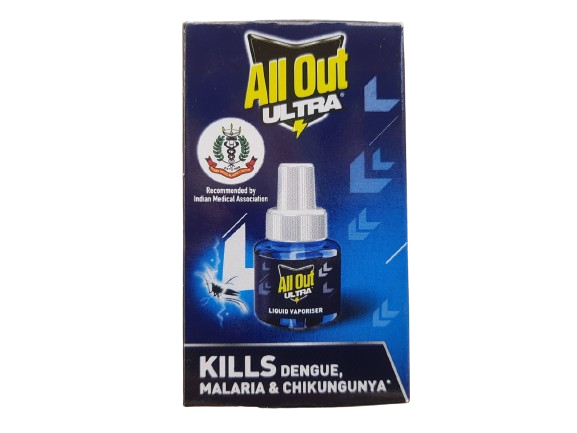 All Out
ULTRA®
Recommended by
Indian Medical Association
All Out
ULTRA
LIQUID VAPORISER
KILLS DENGUE,
MALARIA & CHIKUNGUNYA*